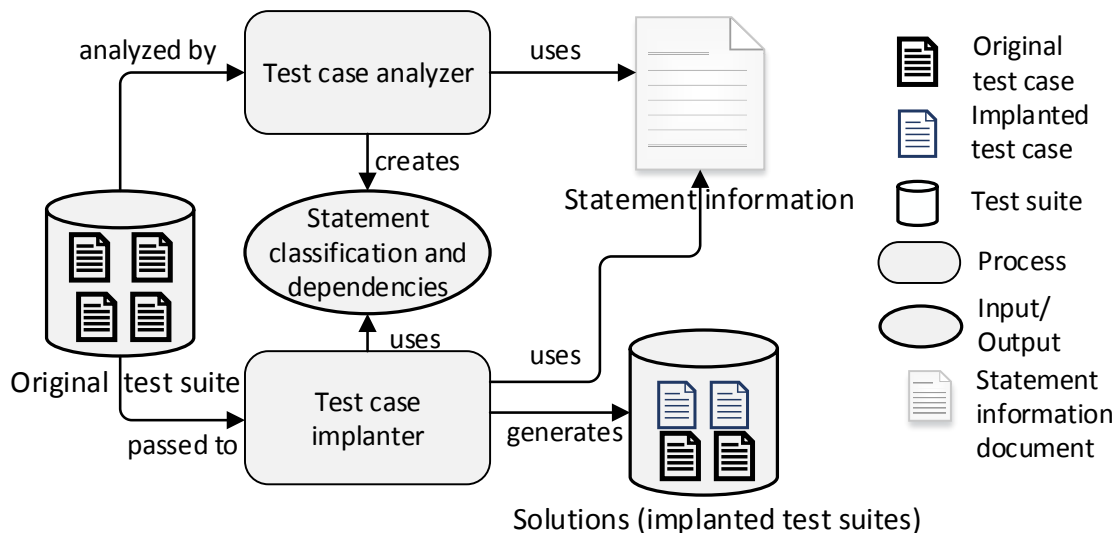 analyzed by
Test case analyzer
uses
creates
Statement
classification and
dependencies
Statement information
Original test suite
passed to
uses
Test case
implanter
uses
generates
Solutions (implanted test suites)
Original
test case
Implanted
test case
Test suite
Process
Input/
Output
Statement
information
document